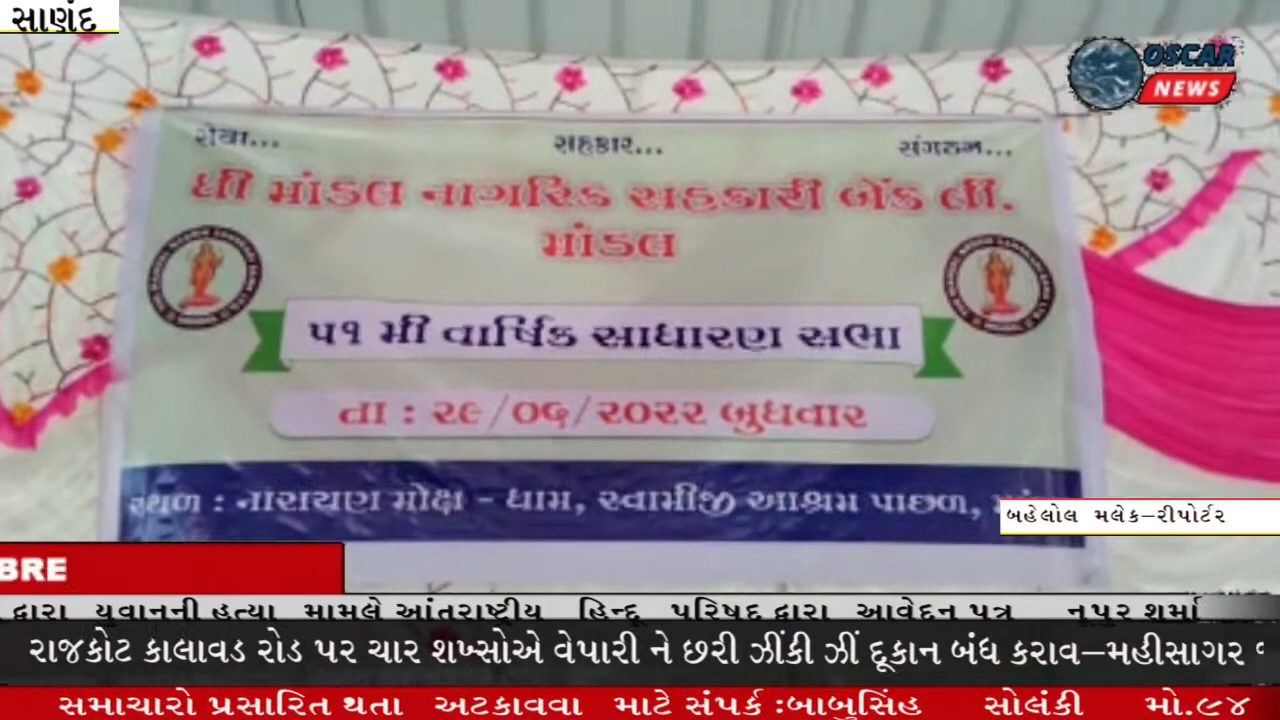 સાણંદ
OSCAR
NEWS
સેવા... સહકાર... સંગઠન...
ધી માંડલ નાગરિક સહકારી બેંક લી.
માંડલ
૫૧ મી વાર્ષિક સાધારણ સભા
તા : ૨૯/૦૬/૨૦૨૨ બુધવાર
સ્થળ : નારાયણ મોક્ષ - ધામ, સ્વામીજી આશ્રમ પાછળ,
બહેલોલ મલેક–રીપોર્ટર
BRE
દ્વારા યુવાનની હત્યા મામલે આંતરાષ્ટ્રીય હિન્દૂ પરિષદ દ્વારા આવેદન પત્ર નૂપુર શર્મા
રાજકોટ કાલાવડ રોડ પર ચાર શખ્સોએ વેપારી ને છરી ઝીંકી ઝીં દૂકાન બંધ કરાવ–મહીસાગર
સમાચારો પ્રસારિત થતા અટકાવવા માટે સંપર્ક :બાબુસિંહ સોલંકી મો.૯૪